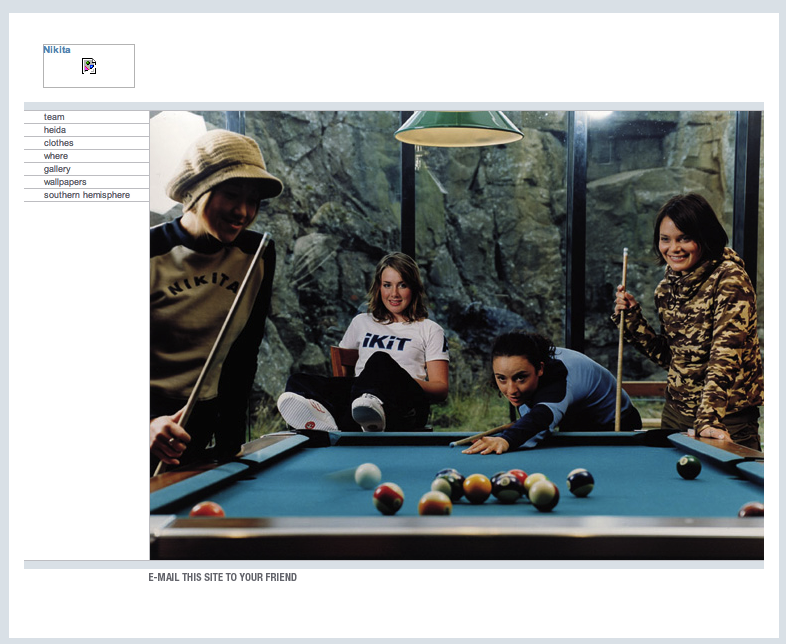 Nikita
team
heida
clothes
where
gallery
wallpapers
southern hemisphere
NIKITA
iKiT
E-MAIL THIS SITE TO YOUR FRIEND